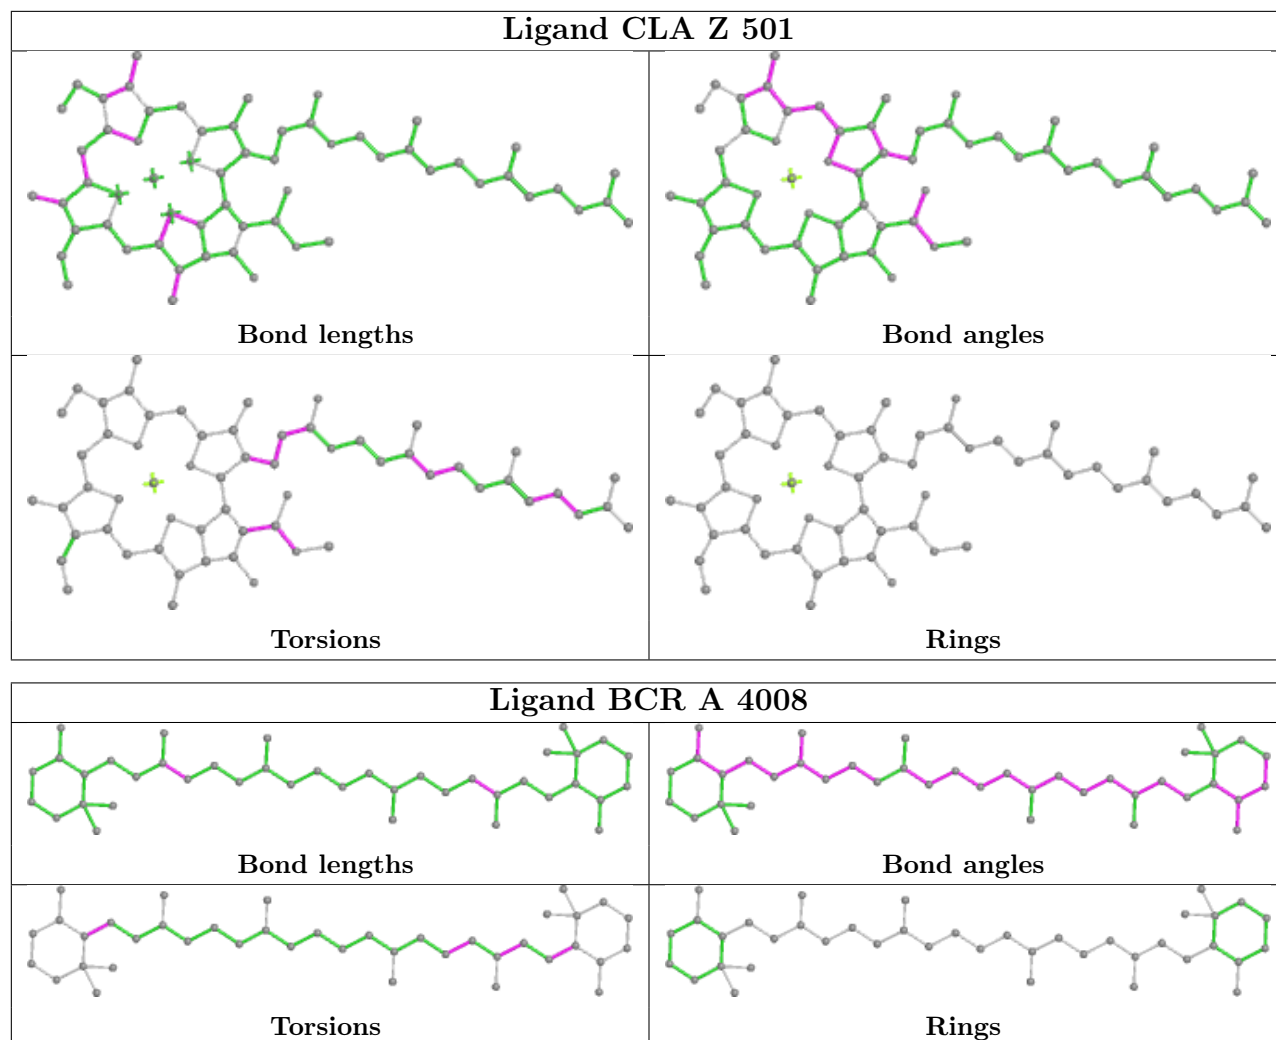 Ligand CLA Z 501
Bond lengths
Bond angles
Torsions
Rings
Ligand BCR A 4008
Bond lengths
Bond angles
Torsions
Rings